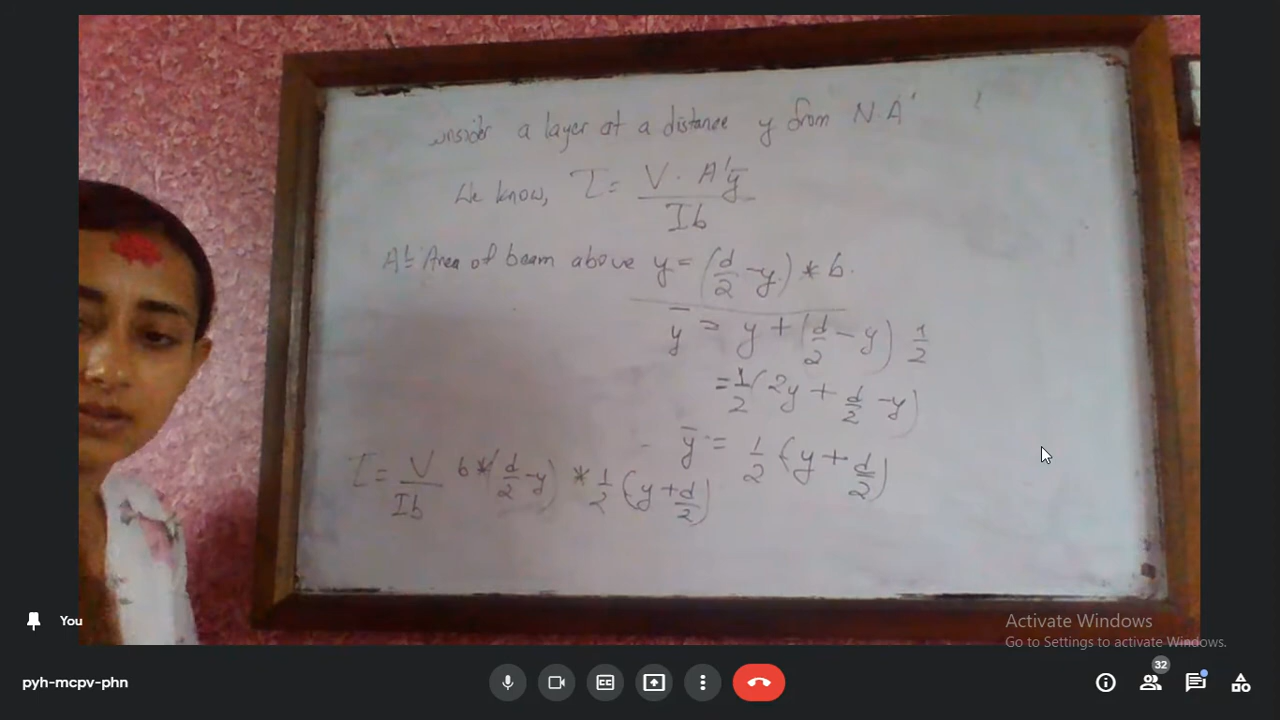 onsider a layer at a distance y from N.A'
We know, τ = V · A'ȳ / Ib
A' = Area of beam above y = (d/2 - y) * b.
ȳ = y + (d/2 - y) 1/2
= 1/2 (2y + d/2 - y)
ȳ = 1/2 (y + d/2)
τ = V/Ib b * (d/2 - y) * 1/2 (y + d/2)
You
Activate Windows
Go to Settings to activate Windows.
pyh-mcpv-phn
CC
32